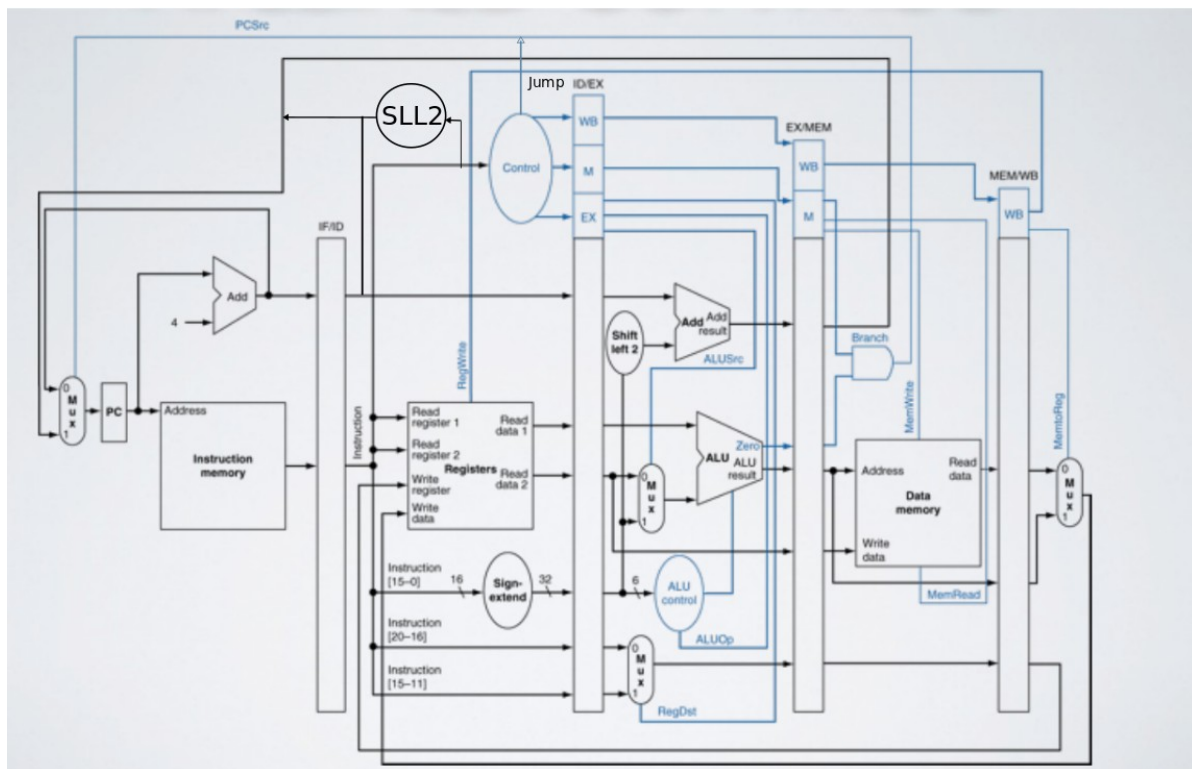 PCSrc
Jump
SLL2
ID/EX
WB
M
EX
Control
EX/MEM
WB
M
MEM/WB
WB
IF/ID
Add
4
Shift
left 2
Add
Add
result
ALUSrc
Branch
RegWrite
MemWrite
MemtoReg
0
M
u
x
1
PC
Address
Instruction
memory
Instruction
Read
register 1
Read
register 2
Write
register
Write
data
Registers
Read
data 1
Read
data 2
0
M
u
x
1
ALU
Zero
ALU
result
Address
Read
data
Data
memory
Write
data
MemRead
0
M
u
x
1
Instruction
[15–0]
16
Sign-
extend
32
6
ALU
control
ALUOp
Instruction
[20–16]
Instruction
[15–11]
0
M
u
x
1
RegDst